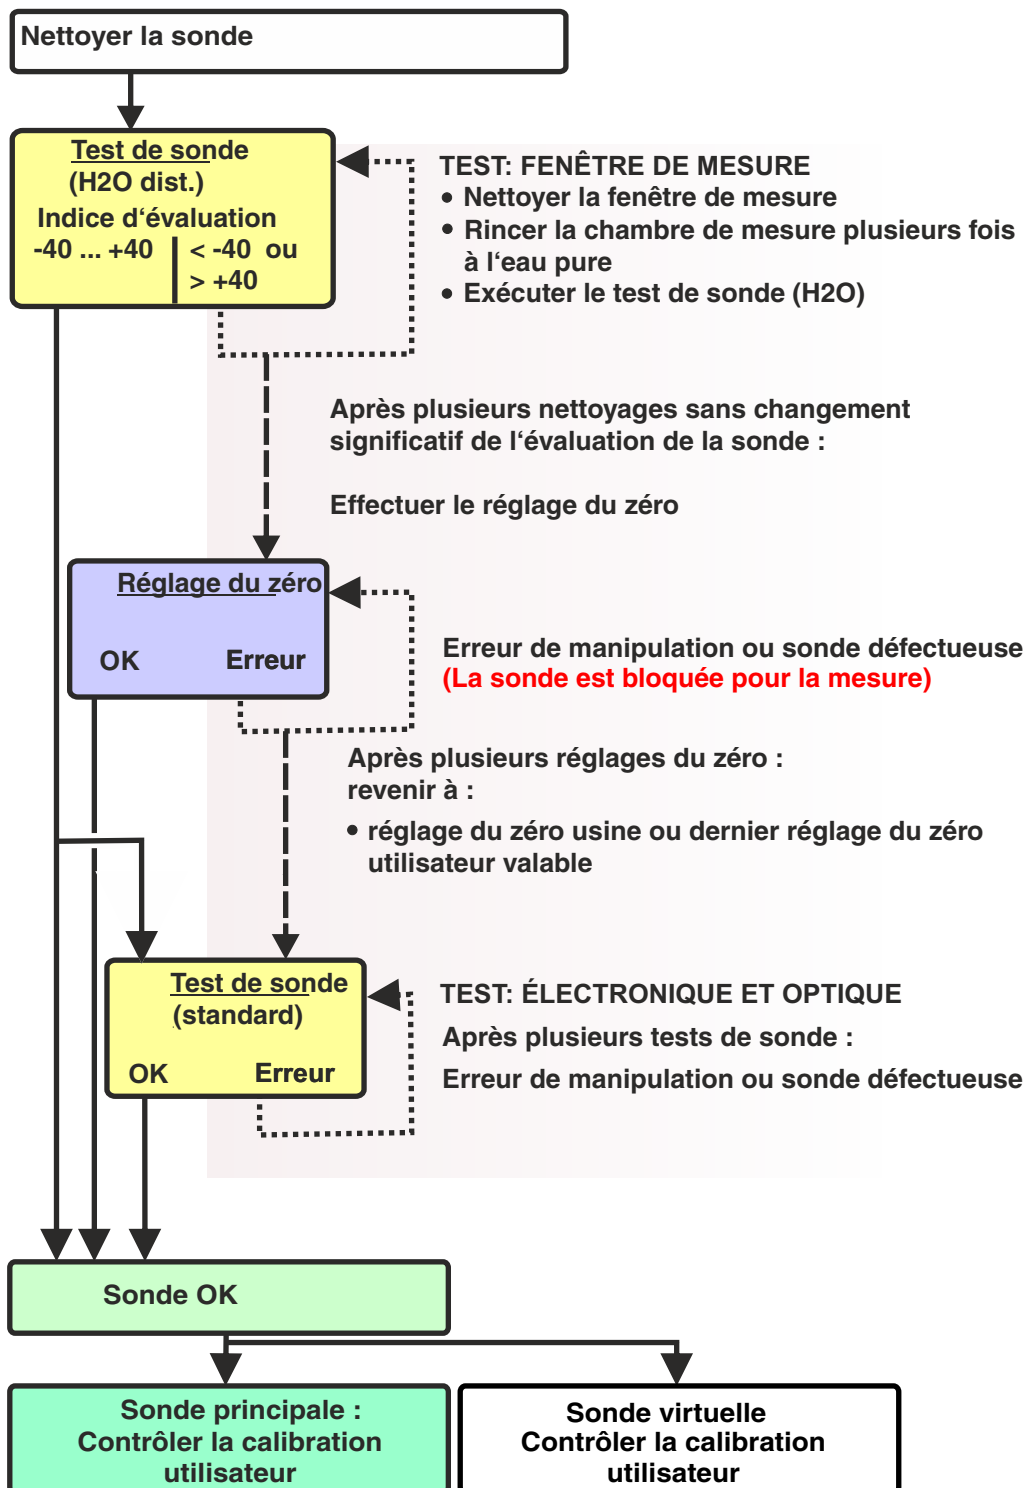 Nettoyer la sonde
Test de sonde
(H2O dist.)
Indice d‘évaluation
-40 ... +40
< -40 ou
> +40
TEST: FENÊTRE DE MESURE
• Nettoyer la fenêtre de mesure
• Rincer la chambre de mesure plusieurs fois
à l‘eau pure
• Exécuter le test de sonde (H2O)
Après plusieurs nettoyages sans changement
significatif de l‘évaluation de la sonde :
Effectuer le réglage du zéro
Réglage du zéro
OK
Erreur
Erreur de manipulation ou sonde défectueuse
(La sonde est bloquée pour la mesure)
Après plusieurs réglages du zéro :
revenir à :
• réglage du zéro usine ou dernier réglage du zéro
utilisateur valable
Test de sonde
(standard)
OK
Erreur
TEST: ÉLECTRONIQUE ET OPTIQUE
Après plusieurs tests de sonde :
Erreur de manipulation ou sonde défectueuse
Sonde OK
Sonde principale :
Contrôler la calibration
utilisateur
Sonde virtuelle
Contrôler la calibration
utilisateur